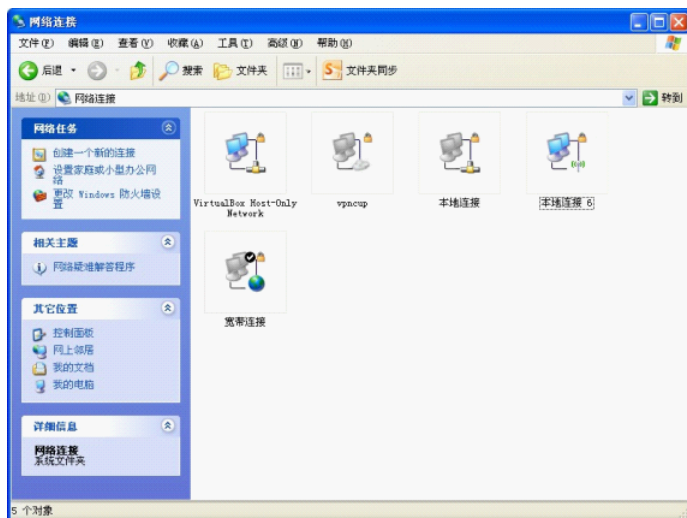 网络连接
文件(F) 编辑(E) 查看(V) 收藏(A) 工具(T) 高级(N) 帮助(H)
后退 搜索 文件夹 文件夹同步
地址(D) 网络连接 转到
网络任务
创建一个新的连接
设置家庭或小型办公网
络
更改 Windows 防火墙设
置
相关主题
网络疑难解答程序
其它位置
控制面板
网上邻居
我的文档
我的电脑
详细信息
网络连接
系统文件夹
VirtualBox Host-Only
Network
vpncup
本地连接
本地连接 6
宽带连接
5 个对象